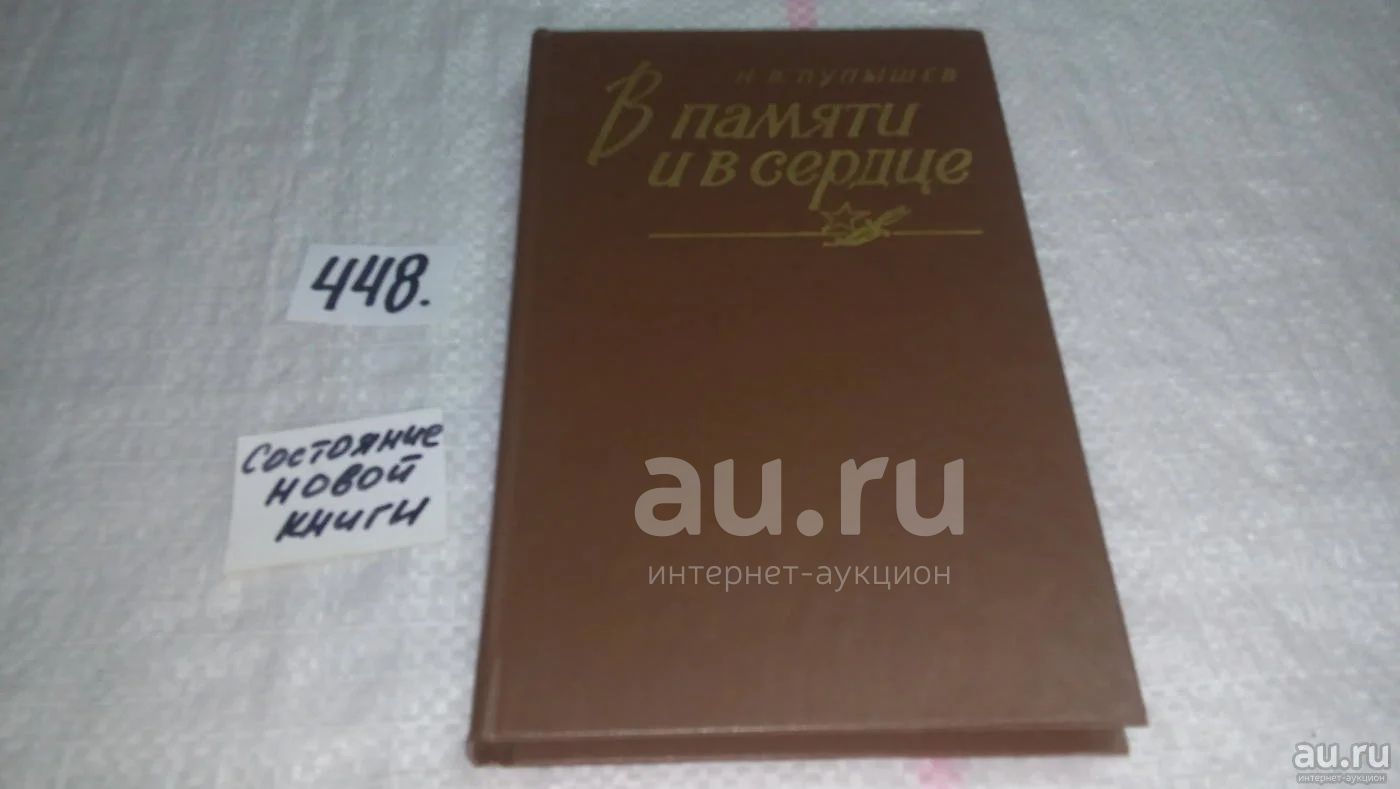 Н. В. Пупышев
В памяти
и в сердце
448.
Состояние
новой
книги
au.ru
интернет-аукцион
au.ru
интернет-аукцион